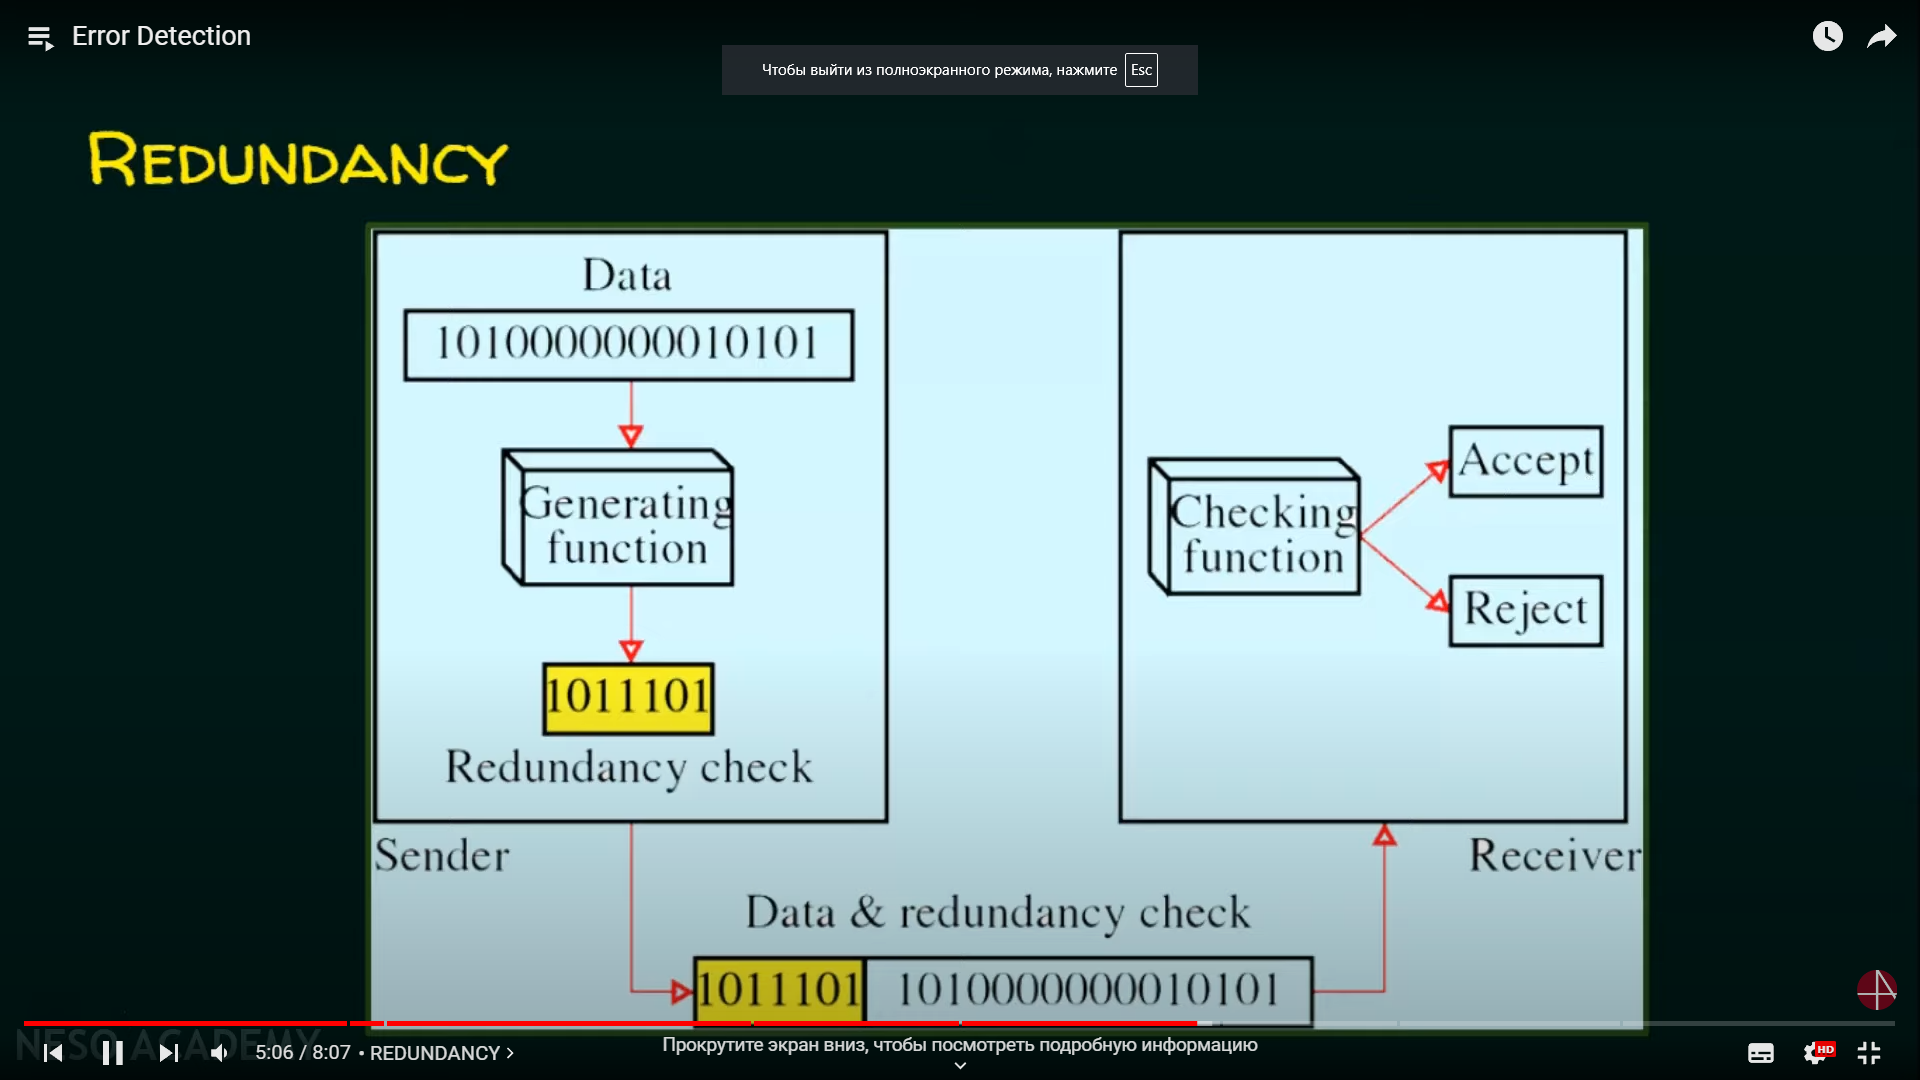 Error Detection
Чтобы выйти из полноэкранного режима, нажмите Esc
REDUNDANCY
Data
1010000000010101
Generating
function
1011101
Redundancy check
Sender
Checking
function
Accept
Reject
Receiver
Data & redundancy check
1011101 1010000000010101
NESO ACADEMY
5:06 / 8:07 • REDUNDANCY
Прокрутите экран вниз, чтобы посмотреть подробную информацию
HD